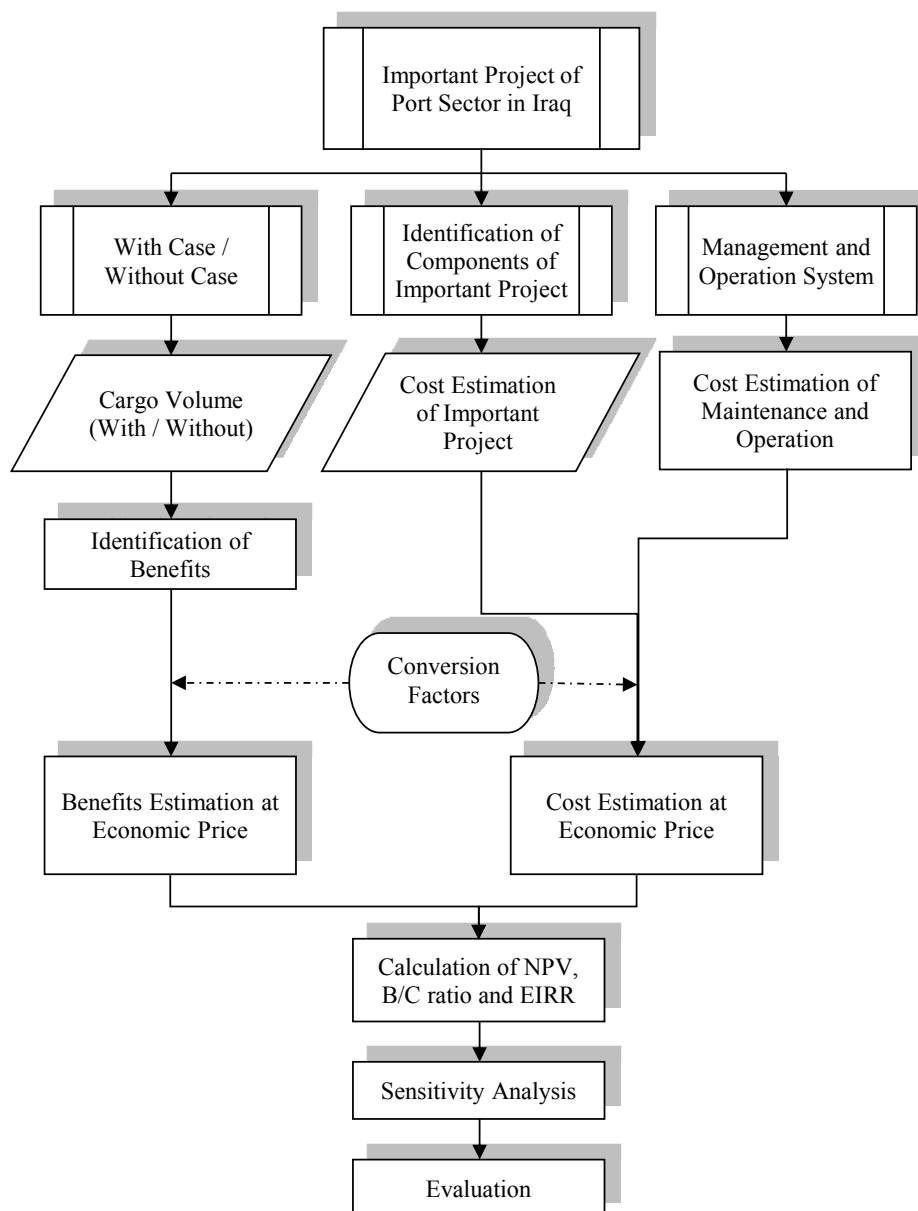 Important Project of
Port Sector in Iraq
With Case /
Without Case
Identification of
Components of
Important Project
Management and
Operation System
Cargo Volume
(With / Without)
Cost Estimation
of Important
Project
Cost Estimation of
Maintenance and
Operation
Identification of
Benefits
Conversion
Factors
Benefits Estimation at
Economic Price
Cost Estimation at
Economic Price
Calculation of NPV,
B/C ratio and EIRR
Sensitivity Analysis
Evaluation